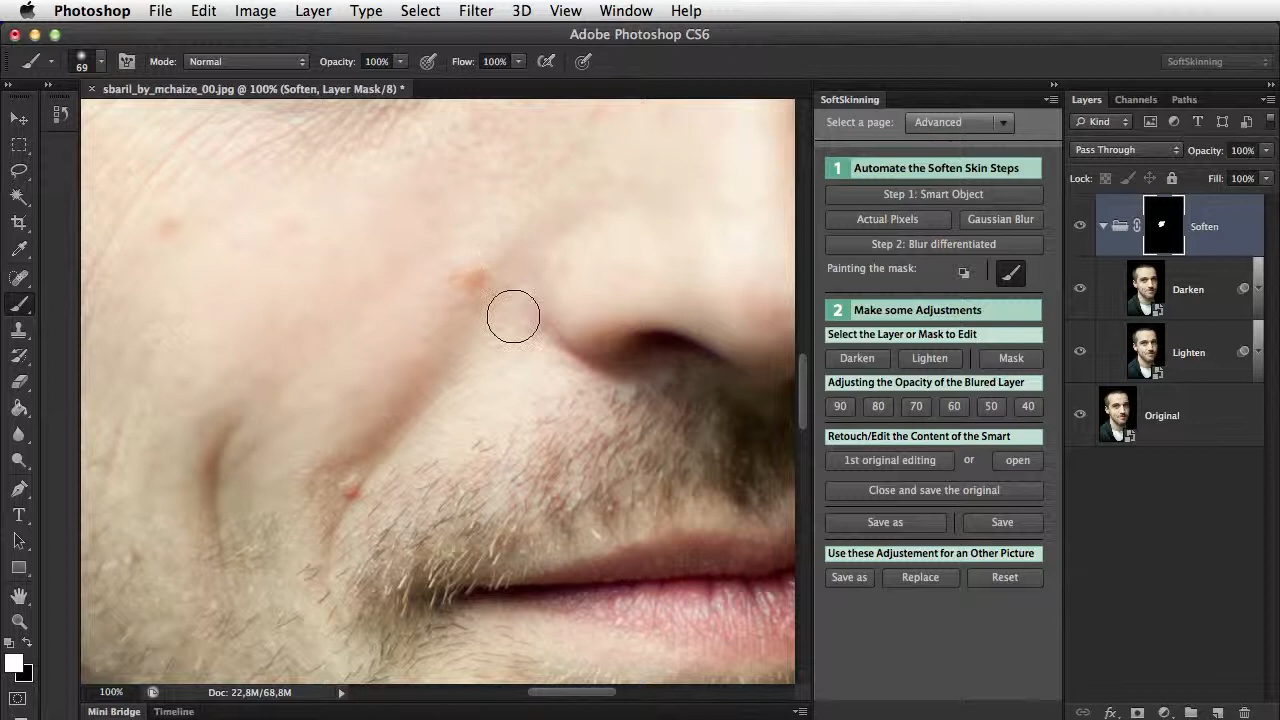 Photoshop File Edit Image Layer Type Select Filter 3D View Window Help
Adobe Photoshop CS6
69 Mode: Normal Opacity: 100% Flow: 100% SoftSkinning
sbaril_by_mchaize_00.jpg @ 100% (Soften, Layer Mask/8) *
SoftSkinning
Select a page: Advanced
1 Automate the Soften Skin Steps
Step 1: Smart Object
Actual Pixels Gaussian Blur
Step 2: Blur differentiated
Painting the mask:
2 Make some Adjustments
Select the Layer or Mask to Edit
Darken Lighten Mask
Adjusting the Opacity of the Blured Layer
90 80 70 60 50 40
Retouch/Edit the Content of the Smart
1st original editing or open
Close and save the original
Save as Save
Use these Adjustement for an Other Picture
Save as Replace Reset
Layers Channels Paths
Kind
Pass Through Opacity: 100%
Lock: Fill: 100%
Soften
Darken
Lighten
Original
100% Doc: 22,8M/68,8M
Mini Bridge Timeline